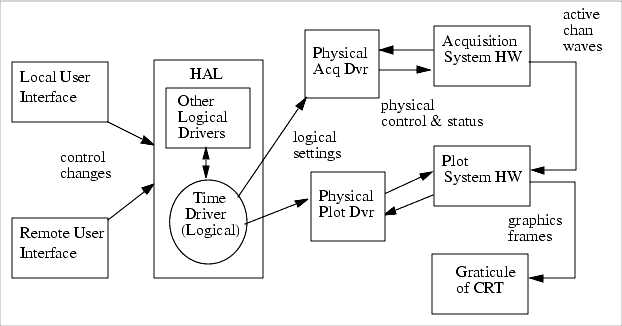 Local User
Interface
control
changes
Remote User
Interface
HAL
Other
Logical
Drivers
Time
Driver
(Logical)
logical
settings
Physical
Acq Dvr
Physical
Plot Dvr
physical
control & status
Acquisition
System HW
active
chan
waves
Plot
System HW
graphics
frames
Graticule
of CRT